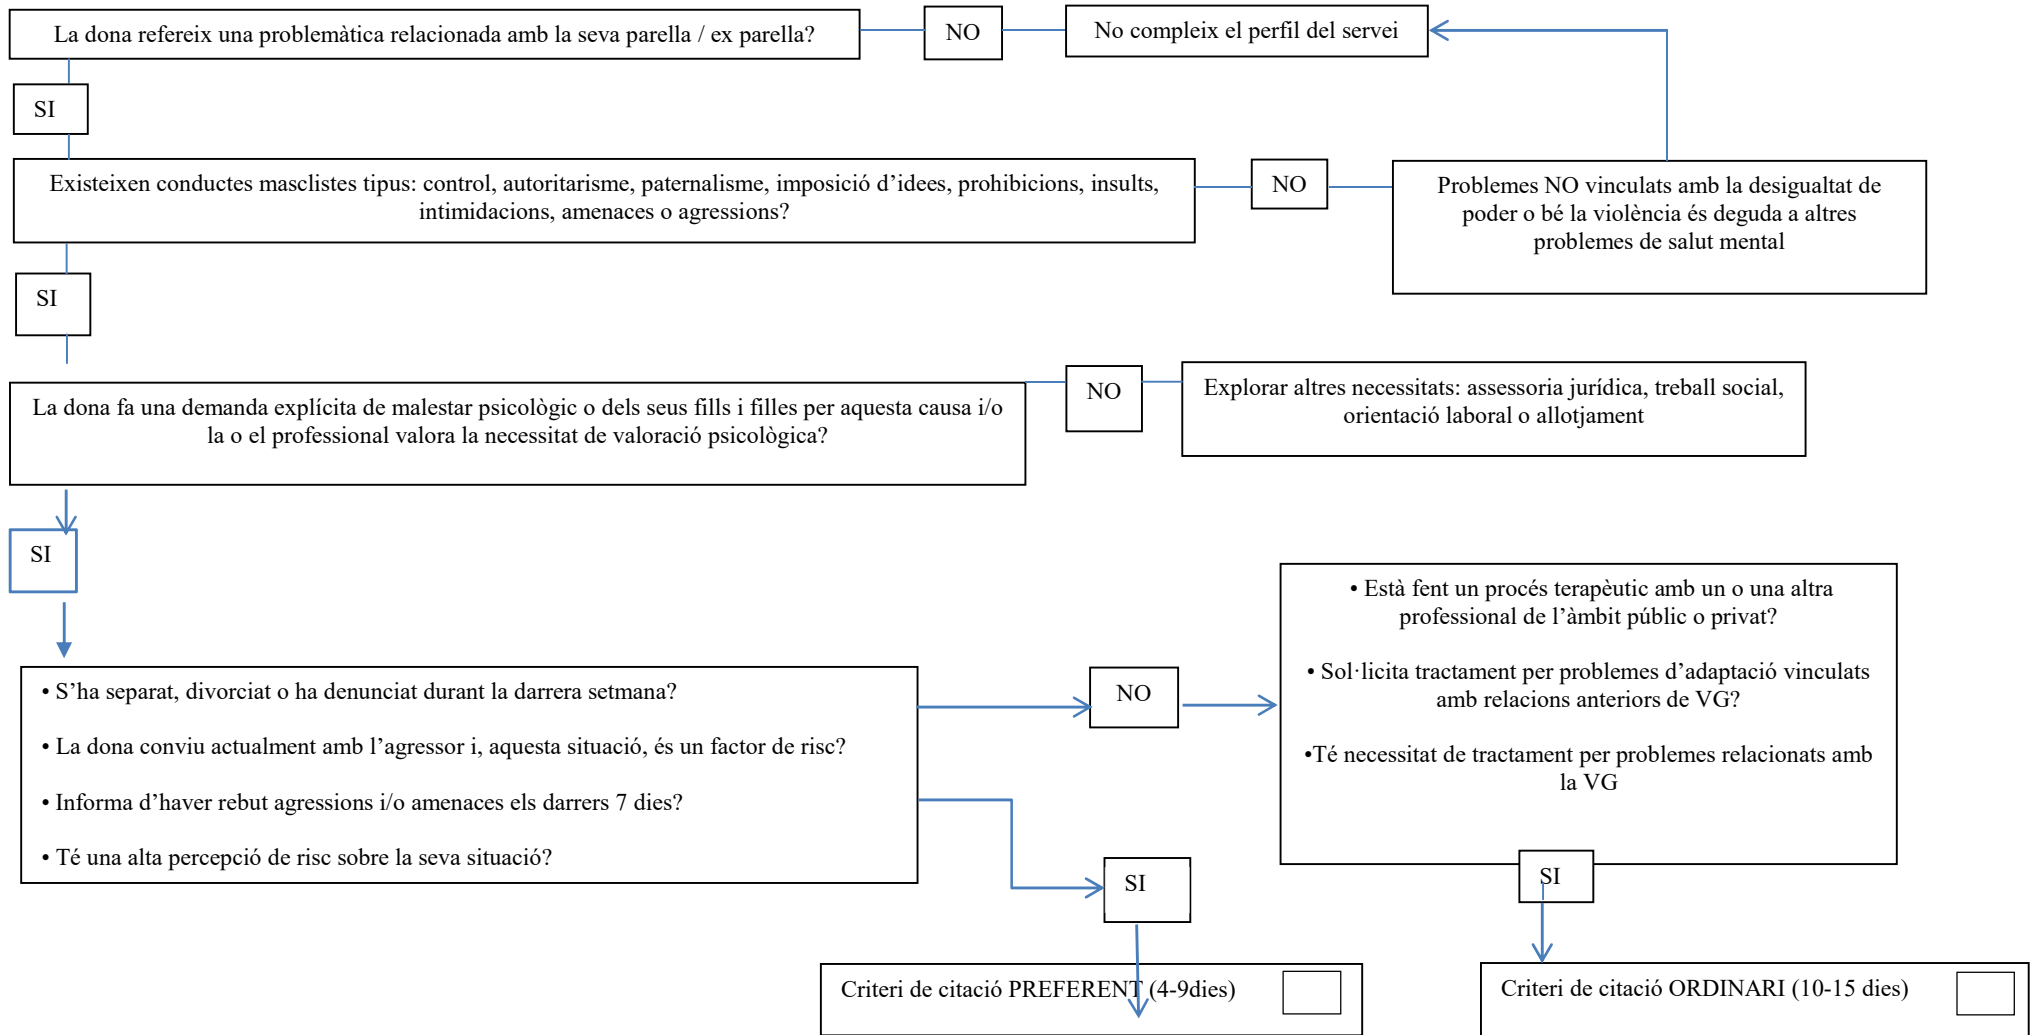 La dona refereix una problemàtica relacionada amb la seva parella / ex parella?
NO
No compleix el perfil del servei
SI
Existeixen conductes masclistes tipus: control, autoritarisme, paternalisme, imposició d’idees, prohibicions, insults,
intimidacions, amenaces o agressions?
NO
Problemes NO vinculats amb la desigualtat de
poder o bé la violència és deguda a altres
problemes de salut mental
SI
La dona fa una demanda explícita de malestar psicològic o dels seus fills i filles per aquesta causa i/o
la o el professional valora la necessitat de valoració psicològica?
NO
Explorar altres necessitats: assessoria jurídica, treball social,
orientació laboral o allotjament
SI
• S’ha separat, divorciat o ha denunciat durant la darrera setmana?
• La dona conviu actualment amb l’agressor i, aquesta situació, és un factor de risc?
• Informa d’haver rebut agressions i/o amenaces els darrers 7 dies?
• Té una alta percepció de risc sobre la seva situació?
NO
• Està fent un procés terapèutic amb un o una altra
professional de l’àmbit públic o privat?
• Sol·licita tractament per problemes d’adaptació vinculats
amb relacions anteriors de VG?
•Té necessitat de tractament per problemes relacionats amb
la VG
SI
SI
Criteri de citació PREFERENT (4-9dies)
Criteri de citació ORDINARI (10-15 dies)